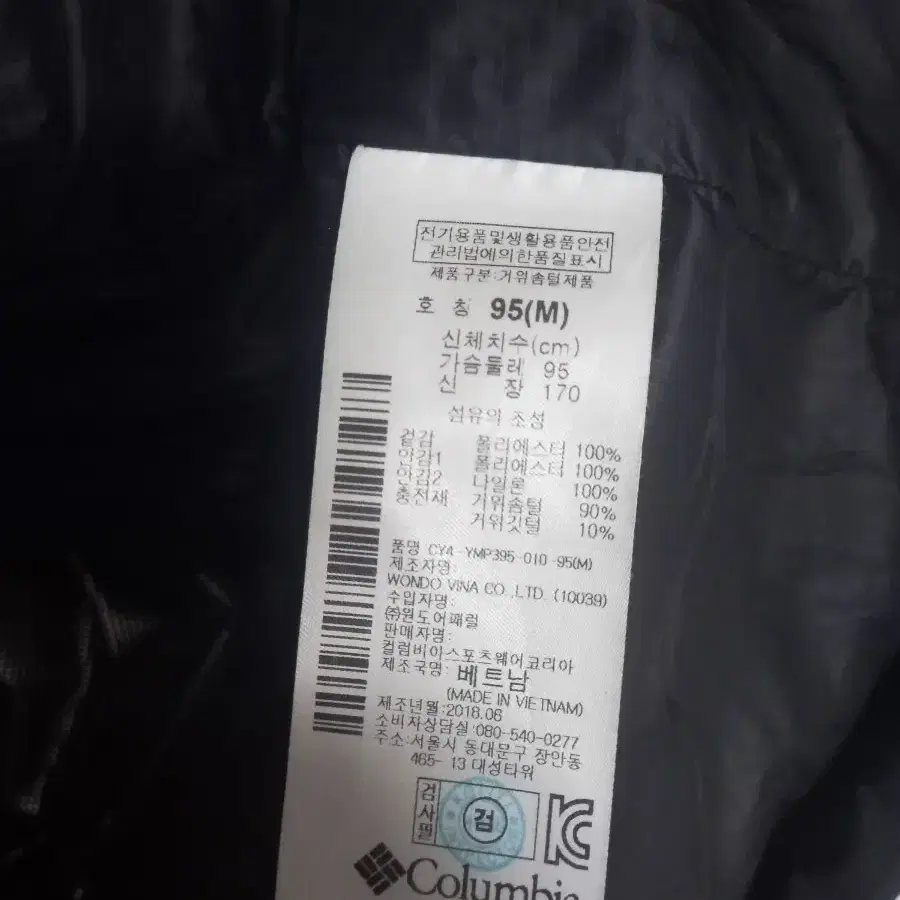 전기용품및생활용품안전
관리법에의한품질표시
제품구분:거위솜털제품
호 칭 95(M)
신체치수(cm)
가슴둘레 95
신 장 170
섬유의 조성
겉감 폴리에스터 100%
안감1 폴리에스터 100%
안감2 나일론 100%
충전재 거위솜털 90%
거위깃털 10%
품명 CY4-YMP395-010-95(M)
제조자명:
WONDO VINA CO.,LTD. (10039)
수입자명:
(주)원도어패럴
판매자명:
컬럼비아스포츠웨어코리아
제조국명: 베트남
(MADE IN VIETNAM)
제조년월:2018.06
소비자상담실:080-540-0277
주소:서울시 동대문구 장안동
465-13 대성타워
검사필 검
Columbia